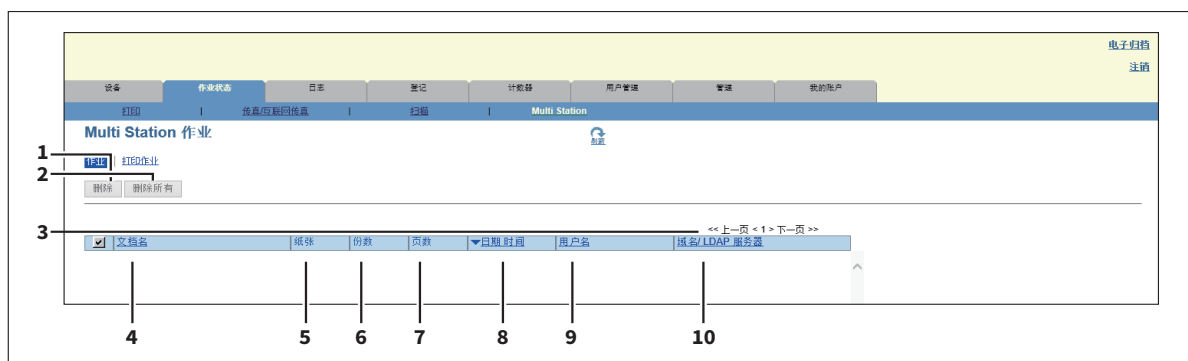 电子归档
注销
设备 作业状态 日志 登记 计数器 用户管理 管理 我的账户
打印 | 传真/互联网传真 | 扫描 | Multi Station
Multi Station 作业
刷新
1
作业 | 打印作业
2
删除 删除所有
3
<< 上一页 < 1 > 下一页 >>
文档名 纸张 份数 页数 日期 时间 用户名 域名/ LDAP 服务器
4 5 6 7 8 9 10